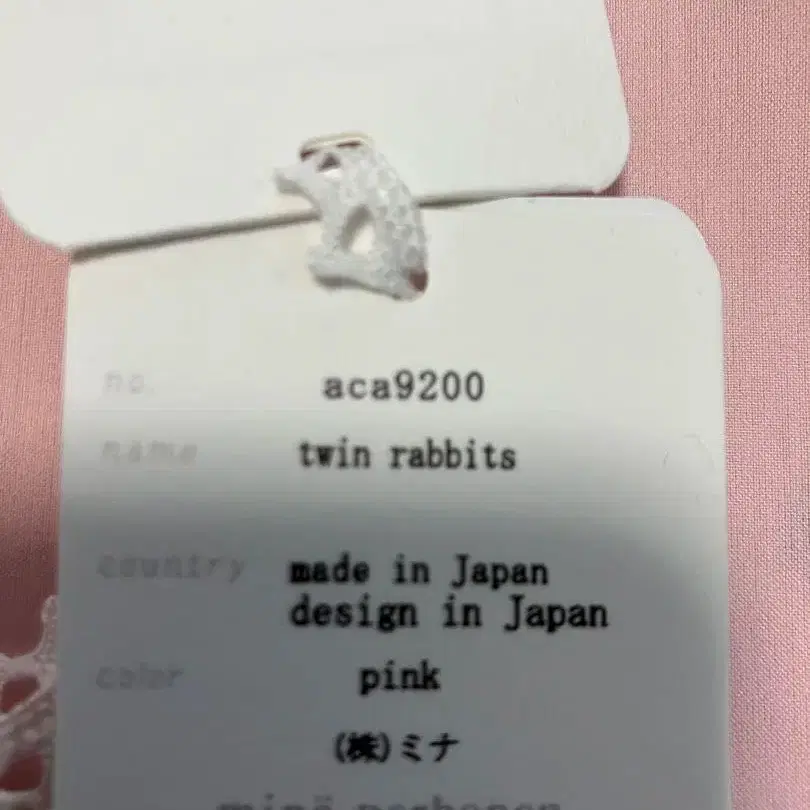 no. aca9200
name twin rabbits
country made in Japan
design in Japan
color pink
(株)ミナ